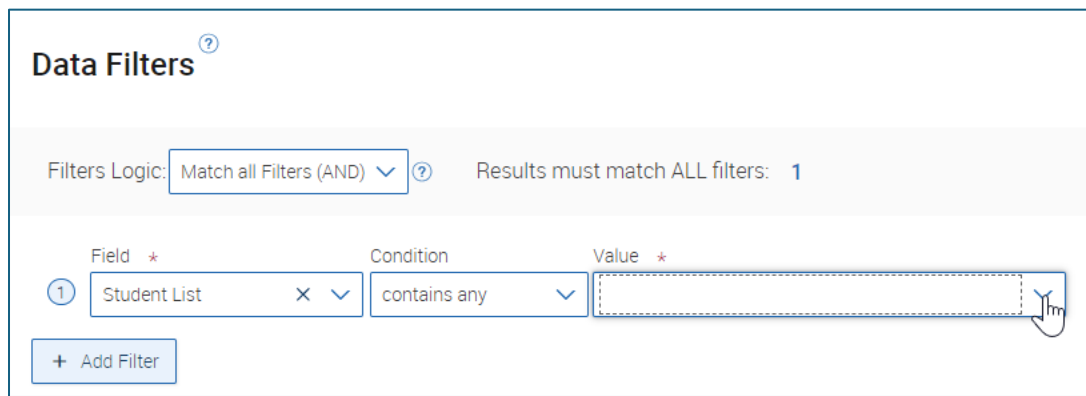 Data Filters ?
Filters Logic: Match all Filters (AND) ? Results must match ALL filters: 1
Field * Condition Value *
1 Student List contains any
+ Add Filter